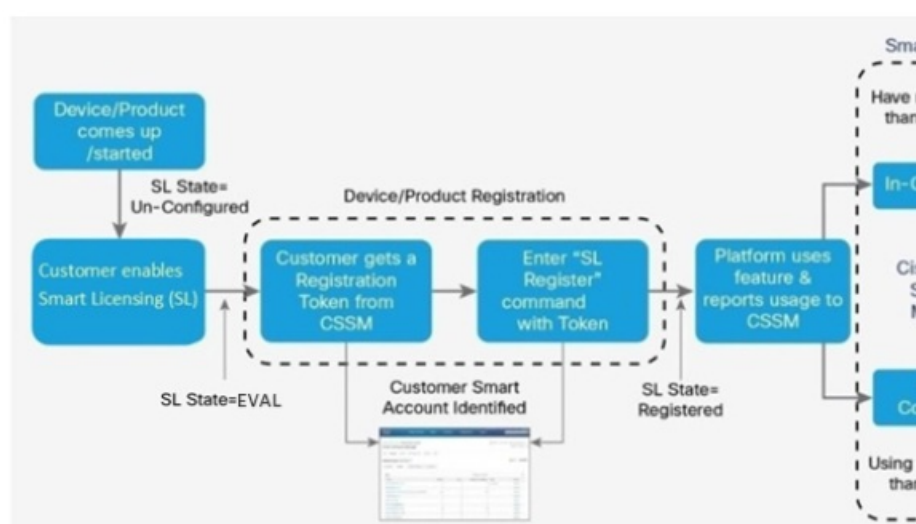 Sma
Device/Product
comes up
/started
Have
than
SL State=
Un-Configured
Device/Product Registration
In-C
Customer enables
Smart Licensing (SL)
Customer gets a
Registration
Token from
CSSM
Enter “SL
Register”
command
with Token
Platform uses
feature &
reports usage to
CSSM
Cis
S
SL State=EVAL
Customer Smart
Account Identified
SL State=
Registered
Co
Using
than